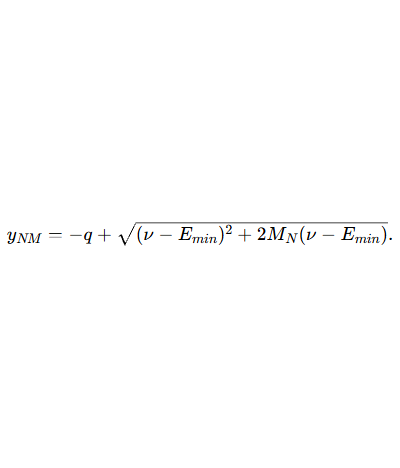 $y_{NM} = -q + \sqrt{(\nu - E_{min})^2 + 2M_N(\nu - E_{min})}.$